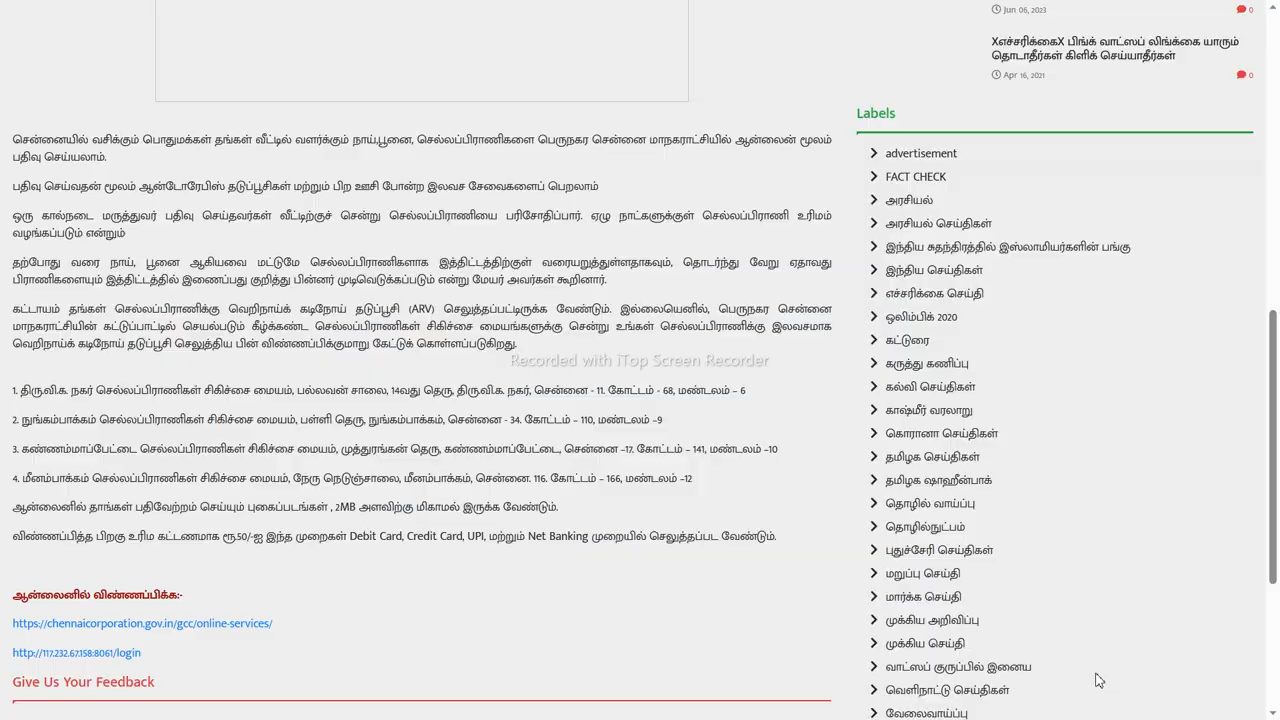 சென்னையில் வசிக்கும் பொதுமக்கள் தங்கள் வீட்டில் வளர்க்கும் நாய்,பூனை, செல்லப்பிராணிகளை பெருநகர சென்னை மாநகராட்சியில் ஆன்லைன் மூலம்
பதிவு செய்யலாம்.
பதிவு செய்வதன் மூலம் ஆன்டோரேபிஸ் தடுப்பூசிகள் மற்றும் பிற ஊசி போன்ற இலவச சேவைகளைப் பெறலாம்
ஒரு கால்நடை மருத்துவர் பதிவு செய்தவர்கள் வீட்டிற்குச் சென்று செல்லப்பிராணியை பரிசோதிப்பார். ஏழு நாட்களுக்குள் செல்லப்பிராணி உரிமம்
வழங்கப்படும் என்றும்
தற்போது வரை நாய், பூனை ஆகியவை மட்டுமே செல்லப்பிராணிகளாக இத்திட்டத்திற்குள் வரையறுத்துள்ளதாகவும், தொடர்ந்து வேறு ஏதாவது
பிராணிகளையும் இத்திட்டத்தில் இணைப்பது குறித்து பின்னர் முடிவெடுக்கப்படும் என்று மேயர் அவர்கள் கூறினார்.
கட்டாயம் தங்கள் செல்லப்பிராணிக்கு வெறிநாய்க் கடிநோய் தடுப்பூசி (ARV) செலுத்தப்பட்டிருக்க வேண்டும். இல்லையெனில், பெருநகர சென்னை
மாநகராட்சியின் கட்டுப்பாட்டில் செயல்படும் கீழ்க்கண்ட செல்லப்பிராணிகள் சிகிச்சை மையங்களுக்கு சென்று உங்கள் செல்லப்பிராணிக்கு இலவசமாக
வெறிநாய்க் கடிநோய் தடுப்பூசி செலுத்திய பின் விண்ணப்பிக்குமாறு கேட்டுக் கொள்ளப்படுகிறது.
Recorded with iTop Screen Recorder
1. திரு.வி.க. நகர் செல்லப்பிராணிகள் சிகிச்சை மையம், பல்லவன் சாலை, 14வது தெரு, திரு.வி.க. நகர், சென்னை - 11. கோட்டம் - 68, மண்டலம் – 6
2. நுங்கம்பாக்கம் செல்லப்பிராணிகள் சிகிச்சை மையம், பள்ளி தெரு, நுங்கம்பாக்கம், சென்னை - 34. கோட்டம் – 110, மண்டலம் –9
3. கண்ணம்மாப்பேட்டை செல்லப்பிராணிகள் சிகிச்சை மையம், முத்துரங்கன் தெரு, கண்ணம்மாப்பேட்டை, சென்னை –17. கோட்டம் – 141, மண்டலம் –10
4. மீனம்பாக்கம் செல்லப்பிராணிகள் சிகிச்சை மையம், நேரு நெடுஞ்சாலை, மீனம்பாக்கம், சென்னை. 116. கோட்டம் – 166, மண்டலம் –12
ஆன்லைனில் தாங்கள் பதிவேற்றம் செய்யும் புகைப்படங்கள் , 2MB அளவிற்கு மிகாமல் இருக்க வேண்டும்.
விண்ணப்பித்த பிறகு உரிம கட்டணமாக ரூ.50/-ஐ இந்த முறைகள் Debit Card, Credit Card, UPI, மற்றும் Net Banking முறையில் செலுத்தப்பட வேண்டும்.
ஆன்லைனில் விண்ணப்பிக்க:-
https://chennaicorporation.gov.in/gcc/online-services/
http://117.232.67.158:8061/login
Give Us Your Feedback
Jun 06, 2023 0
Xஎச்சரிக்கைX பிங்க் வாட்ஸப் லிங்கை யாரும்
தொடாதீர்கள் கிளிக் செய்யாதீர்கள்
Apr 16, 2021 0
Labels
advertisement
FACT CHECK
அரசியல்
அரசியல் செய்திகள்
இந்திய சுதந்திரத்தில் இஸ்லாமியர்களின் பங்கு
இந்திய செய்திகள்
எச்சரிக்கை செய்தி
ஒலிம்பிக் 2020
கட்டுரை
கருத்து கணிப்பு
கல்வி செய்திகள்
காஷ்மீர் வரலாறு
கொரானா செய்திகள்
தமிழக செய்திகள்
தமிழக ஷாஹீன்பாக்
தொழில் வாய்ப்பு
தொழில்நுட்பம்
புதுச்சேரி செய்திகள்
மறுப்பு செய்தி
மார்க்க செய்தி
முக்கிய அறிவிப்பு
முக்கிய செய்தி
வாட்ஸப் குருப்பில் இனைய
வெளிநாட்டு செய்திகள்
வேலைவாய்ப்பு